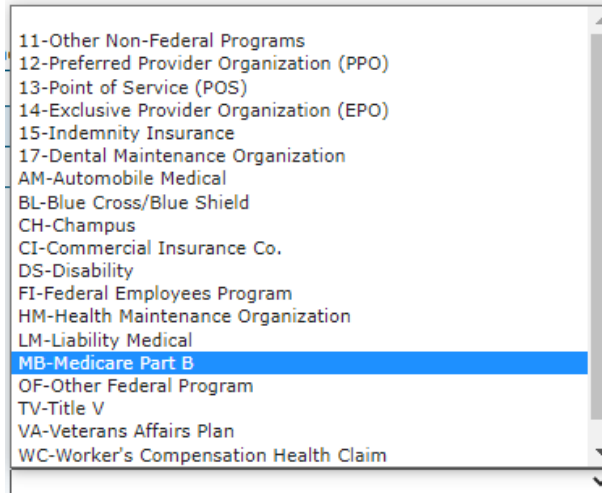 11-Other Non-Federal Programs
12-Preferred Provider Organization (PPO)
13-Point of Service (POS)
14-Exclusive Provider Organization (EPO)
15-Indemnity Insurance
17-Dental Maintenance Organization
AM-Automobile Medical
BL-Blue Cross/Blue Shield
CH-Champus
CI-Commercial Insurance Co.
DS-Disability
FI-Federal Employees Program
HM-Health Maintenance Organization
LM-Liability Medical
MB-Medicare Part B
OF-Other Federal Program
TV-Title V
VA-Veterans Affairs Plan
WC-Worker's Compensation Health Claim